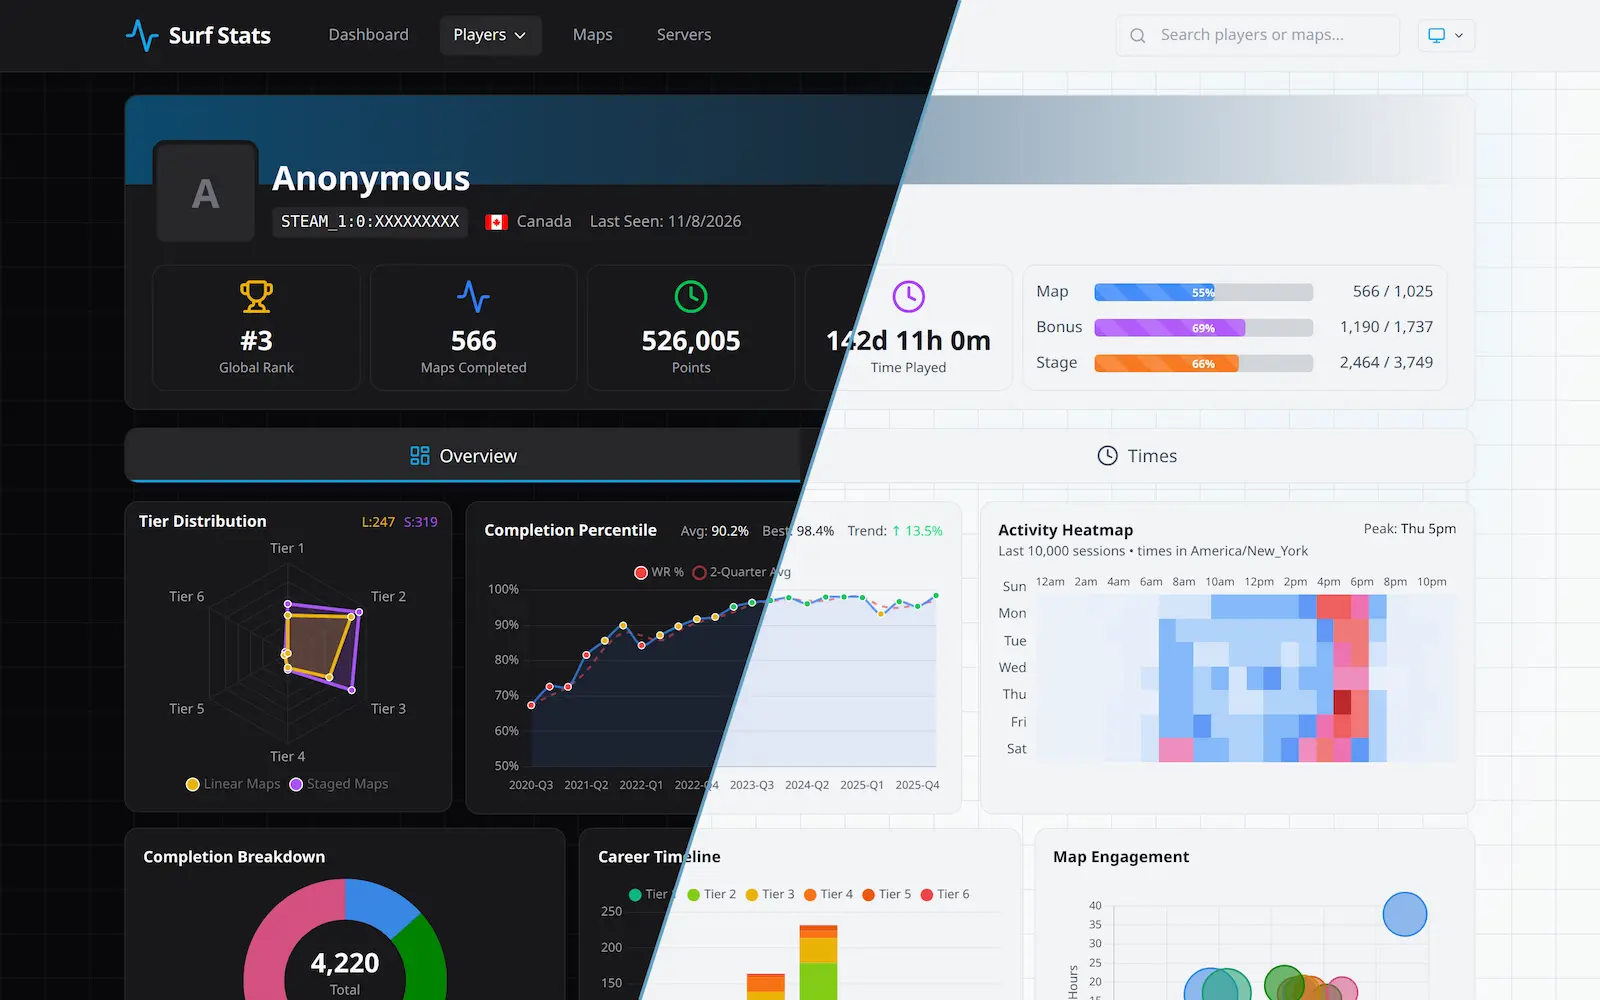 Surf Stats
Dashboard
Players
Maps
Servers
Search players or maps...
A
Anonymous
STEAM_1:0:XXXXXXXXX
Canada
Last Seen: 11/8/2026
#3
Global Rank
566
Maps Completed
526,005
Points
142d 11h 0m
Time Played
Map 55% 566 / 1,025
Bonus 69% 1,190 / 1,737
Stage 66% 2,464 / 3,749
Overview
Times
Tier Distribution
L:247 S:319
Tier 1
Tier 6
Tier 2
Tier 5
Tier 3
Tier 4
Linear Maps
Staged Maps
Completion Percentile
Avg: 90.2% Best: 98.4% Trend: ↑ 13.5%
WR %
2-Quarter Avg
100%
90%
80%
70%
60%
50%
2020-Q3 2021-Q2 2022-Q1 2022-Q4 2023-Q3 2024-Q2 2025-Q1 2025-Q4
Activity Heatmap
Peak: Thu 5pm
Last 10,000 sessions • times in America/New_York
12am 2am 4am 6am 8am 10am 12pm 2pm 4pm 6pm 8pm 10pm
Sun
Mon
Tue
Wed
Thu
Fri
Sat
Completion Breakdown
4,220
Total
Career Timeline
Tier 1 Tier 2 Tier 3 Tier 4 Tier 5 Tier 6
250
200
150
Map Engagement
40
35
30
25
20
15
Hours